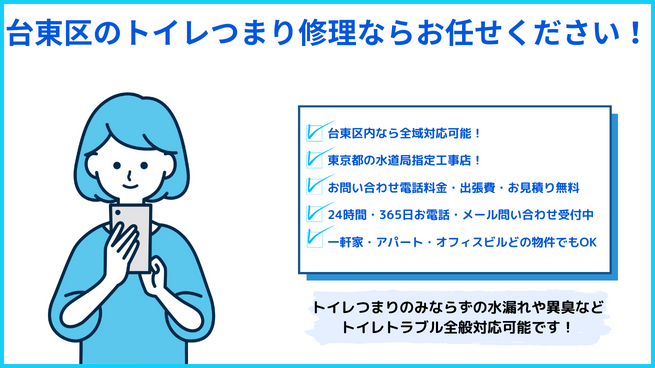 台東区のトイレつまり修理ならお任せください！
台東区内なら全域対応可能！
東京都の水道局指定工事店！
お問い合わせ電話料金・出張費・お見積り無料
24時間・365日お電話・メール問い合わせ受付中
一軒家・アパート・オフィスビルどの物件でもOK
トイレつまりのみならずの水漏れや異臭など
トイレトラブル全般対応可能です！